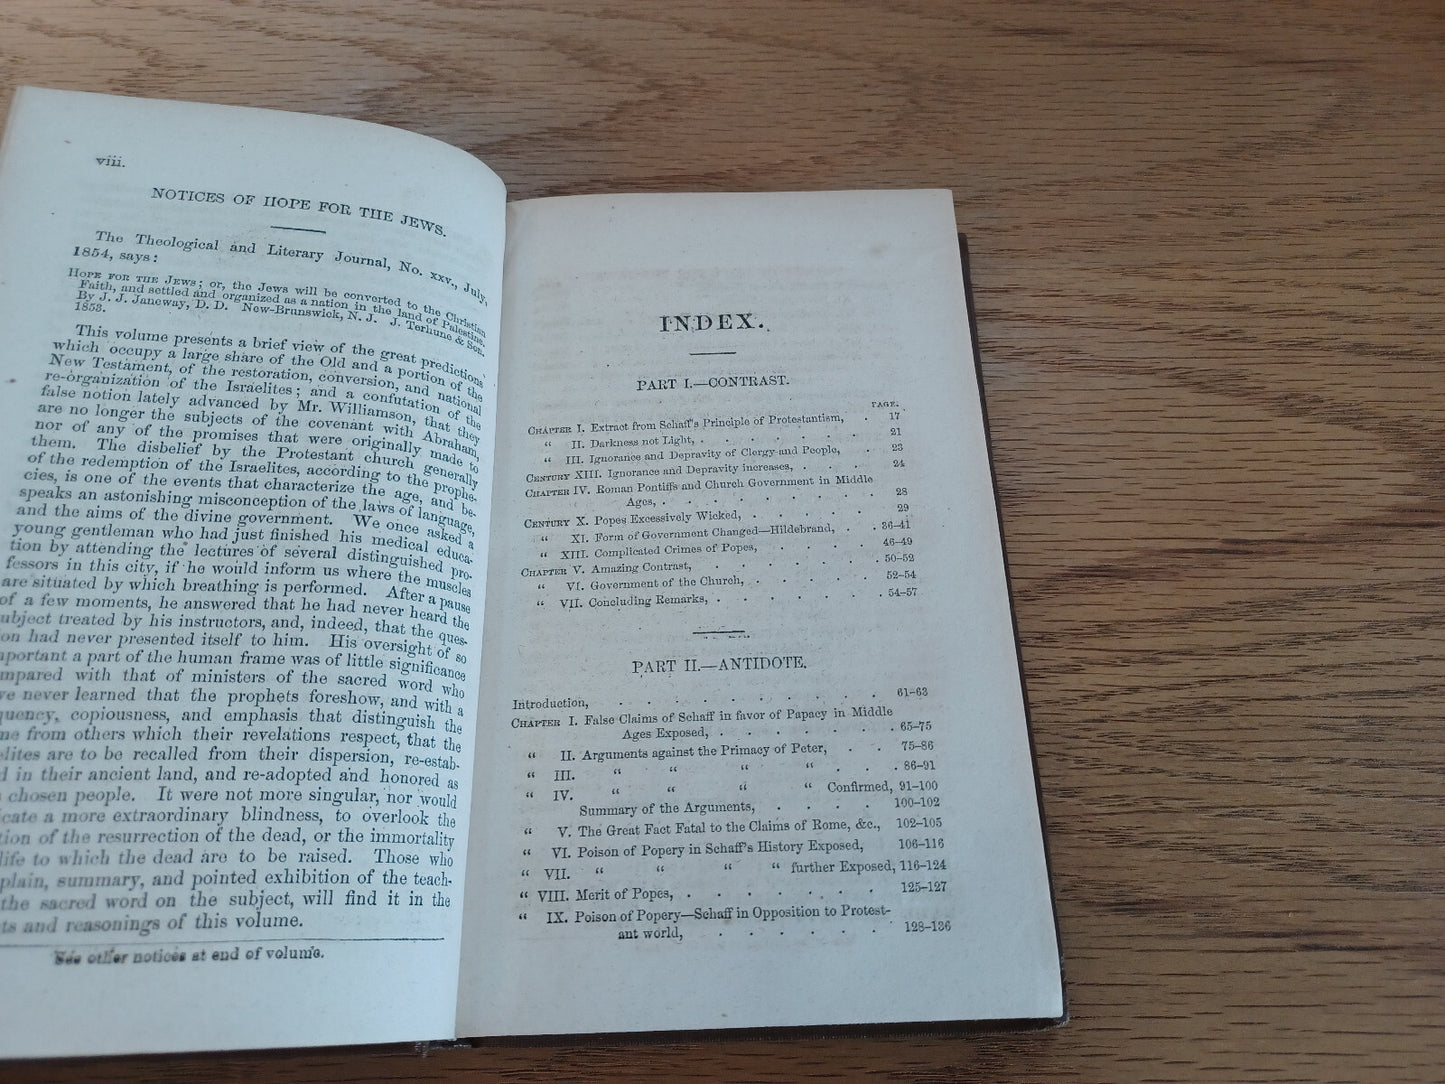 viii.
NOTICES OF HOPE FOR THE JEWS.
The Theological and Literary Journal, No. xxv., July,
1854, says:
HOPE FOR THE JEWS; or, the Jews will be converted to the Christian
Faith, and settled and organized as a nation in the land of Palestine.
By J. J. Janeway, D. D. New-Brunswick, N. J. J. Terhune & Son.
1853.
This volume presents a brief view of the great predictions
which occupy a large share of the Old and a portion of the
New Testament, of the restoration, conversion, and national
re-organization of the Israelites; and a confutation of the
false notion lately advanced by Mr. Williamson, that they
are no longer the subjects of the covenant with Abraham,
nor of any of the promises that were originally made to
them. The disbelief by the Protestant church generally
of the redemption of the Israelites, according to the prophe-
cies, is one of the events that characterize the age, and be-
speaks an astonishing misconception of the laws of language,
and the aims of the divine government. We once asked a
young gentleman who had just finished his medical educa-
tion by attending the lectures of several distinguished pro-
fessors in this city, if he would inform us where the muscles
are situated by which breathing is performed. After a pause
of a few moments, he answered that he had never heard the
ubject treated by his instructors, and, indeed, that the ques-
on had never presented itself to him. His oversight of so
portant a part of the human frame was of little significance
mpared with that of ministers of the sacred word who
ve never learned that the prophets foreshow, and with a
quency, copiousness, and emphasis that distinguish the
me from others which their revelations respect, that the
elites are to be recalled from their dispersion, re-estab-
d in their ancient land, and re-adopted and honored as
chosen people. It were not more singular, nor would
icate a more extraordinary blindness, to overlook the
tion of the resurrection of the dead, or the immortality
life to which the dead are to be raised. Those who
plain, summary, and pointed exhibition of the teach-
the sacred word on the subject, will find it in the
ts and reasonings of this volume.
See other notices at end of volume.
INDEX.
PART I.—CONTRAST.
PAGE.
CHAPTER I. Extract from Schaff's Principle of Protestantism, . 17
" II. Darkness not Light, . . . . . . . 21
" III. Ignorance and Depravity of Clergy and People, . 23
CENTURY XIII. Ignorance and Depravity increases, . . . . 24
CHAPTER IV. Roman Pontiffs and Church Government in Middle
Ages, . . . . . . . . . 28
CENTURY X. Popes Excessively Wicked, . . . . . . 29
" XI. Form of Government Changed—Hildebrand, . . 36-41
" XIII. Complicated Crimes of Popes, . . . . . 46-49
CHAPTER V. Amazing Contrast, . . . . . . . 50-52
" VI. Government of the Church, . . . . . 52-54
" VII. Concluding Remarks, . . . . . . . 54-57
PART II.—ANTIDOTE.
Introduction, . . . . . . . . . . 61-63
CHAPTER I. False Claims of Schaff in favor of Papacy in Middle
Ages Exposed, . . . . . . . 65-75
" II. Arguments against the Primacy of Peter, . . 75-86
" III. " " " " . . . 86-91
" IV. " " " " Confirmed, 91-100
Summary of the Arguments, . . . . 100-102
" V. The Great Fact Fatal to the Claims of Rome, &c., 102-105
" VI. Poison of Popery in Schaff's History Exposed, 106-116
" VII. " " " " further Exposed, 116-124
" VIII. Merit of Popes, . . . . . . . 125-127
" IX. Poison of Popery—Schaff in Opposition to Protest-
ant world, . . . . . . . 128-136